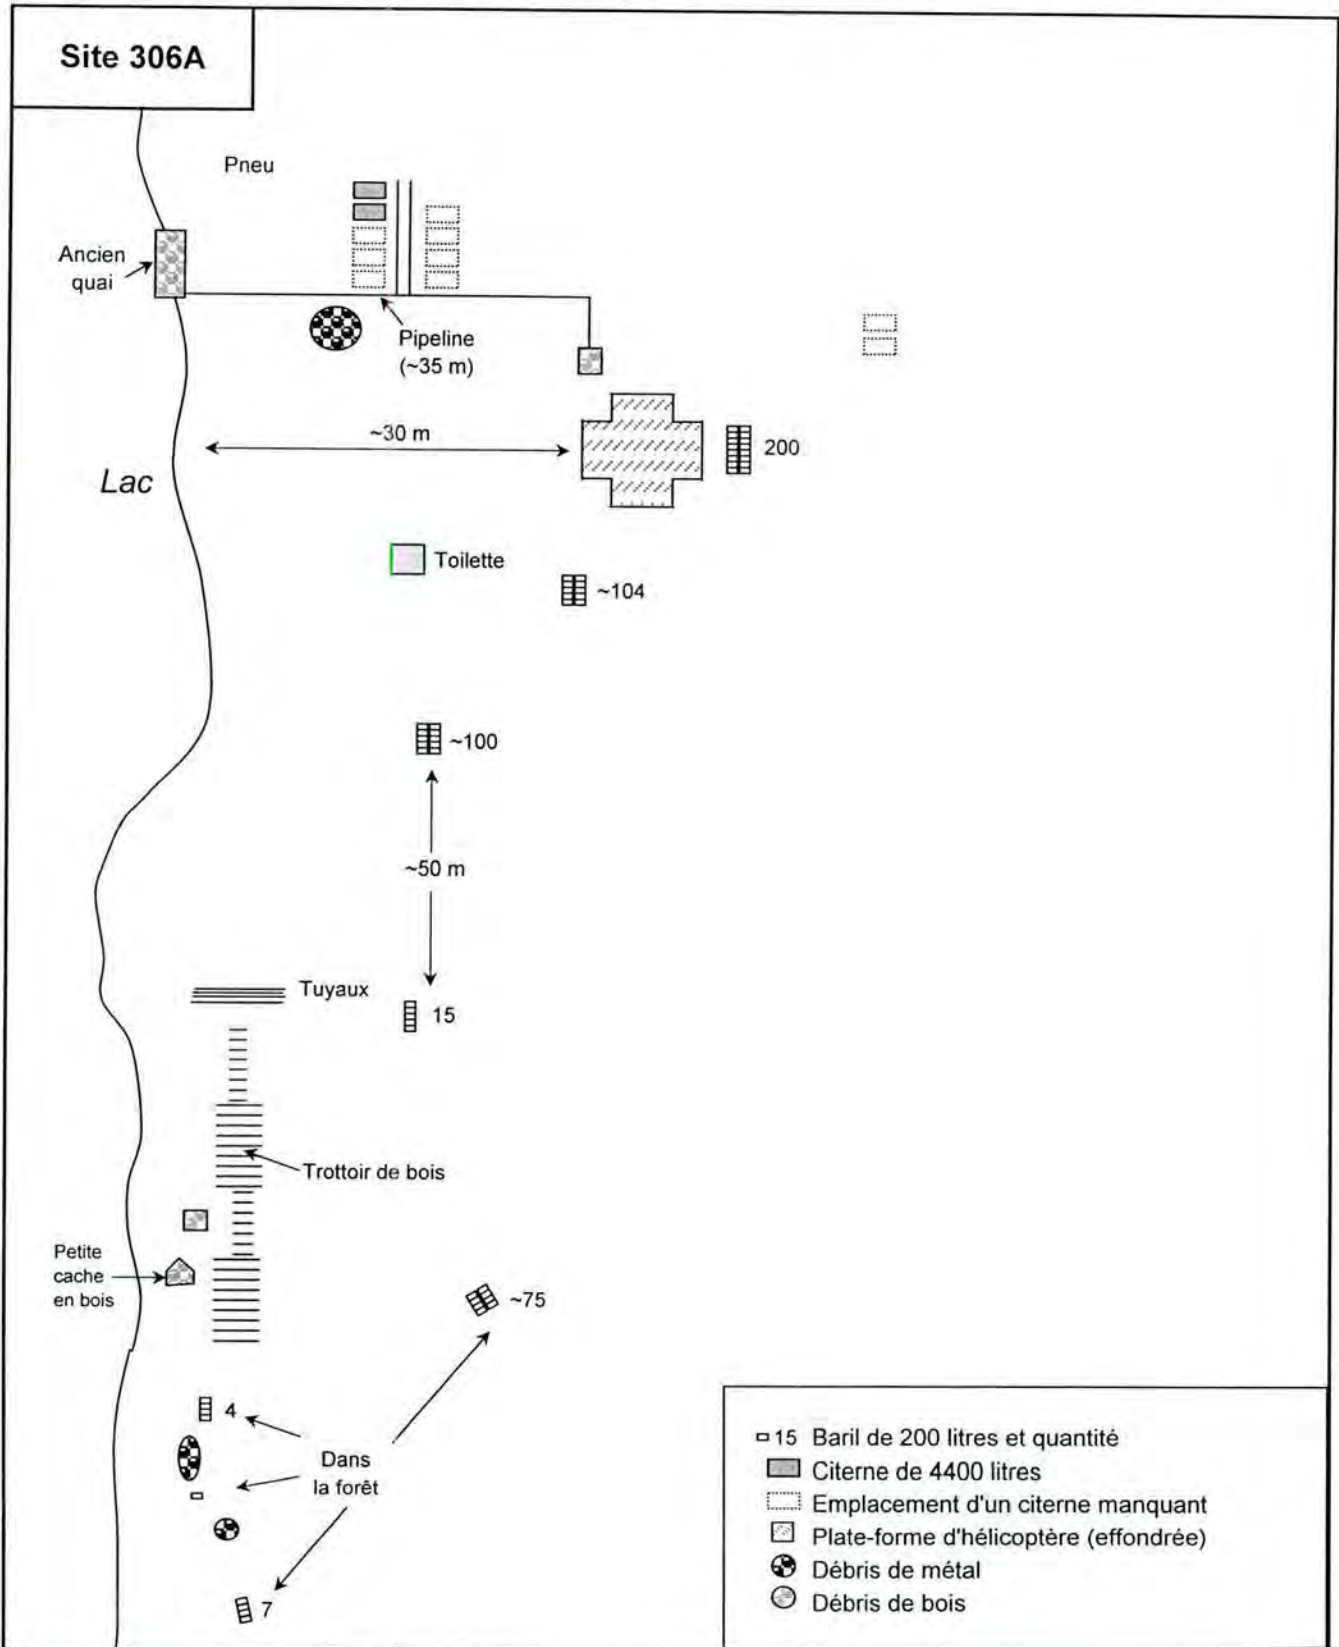 Site 306A
Pneu
Ancien
quai
Pipeline
(~35 m)
~30 m
200
Lac
Toilette
~104
~100
~50 m
Tuyaux
15
Trottoir de bois
Petite
cache
en bois
~75
4
Dans
la forêt
7
15 Baril de 200 litres et quantité
Citerne de 4400 litres
Emplacement d'un citerne manquant
Plate-forme d'hélicoptère (effondrée)
Débris de métal
Débris de bois